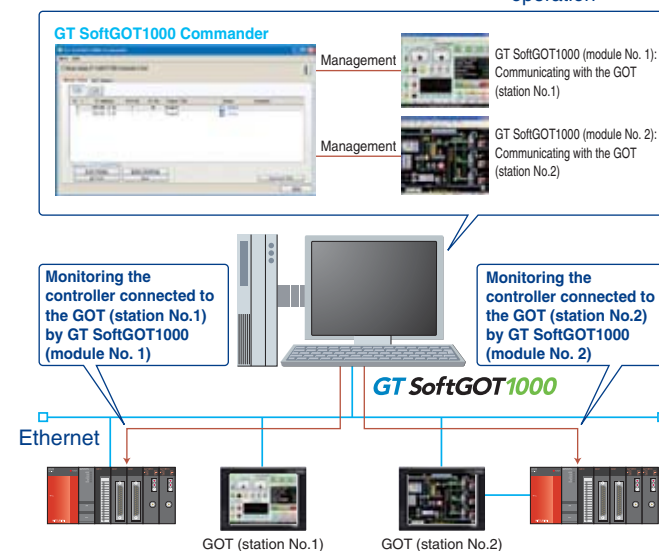 operation
GT SoftGOT1000 Commander
Management
GT SoftGOT1000 (module No. 1):
Communicating with the GOT
(station No.1)
Management
GT SoftGOT1000 (module No. 2):
Communicating with the GOT
(station No.2)
Monitoring the
controller connected to
the GOT (station No.1)
by GT SoftGOT1000
(module No. 1)
Monitoring the
controller connected to
the GOT (station No.2)
by GT SoftGOT1000
(module No. 2)
GT SoftGOT1000
Ethernet
GOT (station No.1)
GOT (station No.2)